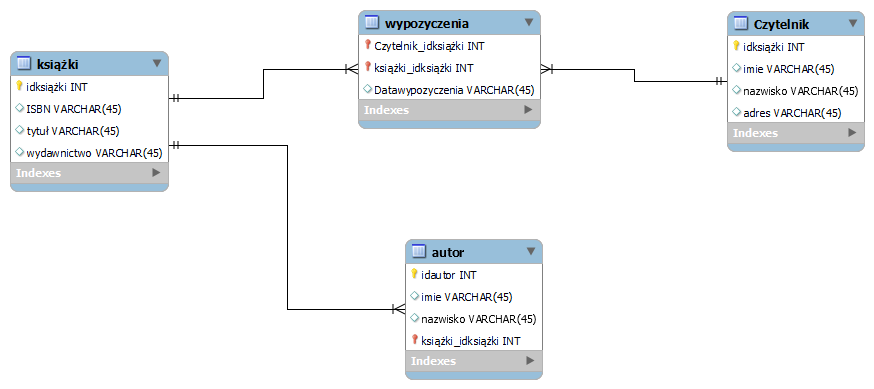 książki
idksiążki INT
ISBN VARCHAR(45)
tytuł VARCHAR(45)
wydawnictwo VARCHAR(45)
Indexes
wypozyczenia
Czytelnik_idksiążki INT
książki_idksiążki INT
Datawypozyczenia VARCHAR(45)
Indexes
Czytelnik
idksiążki INT
imie VARCHAR(45)
nazwisko VARCHAR(45)
adres VARCHAR(45)
Indexes
autor
idautor INT
imie VARCHAR(45)
nazwisko VARCHAR(45)
książki_idksiążki INT
Indexes